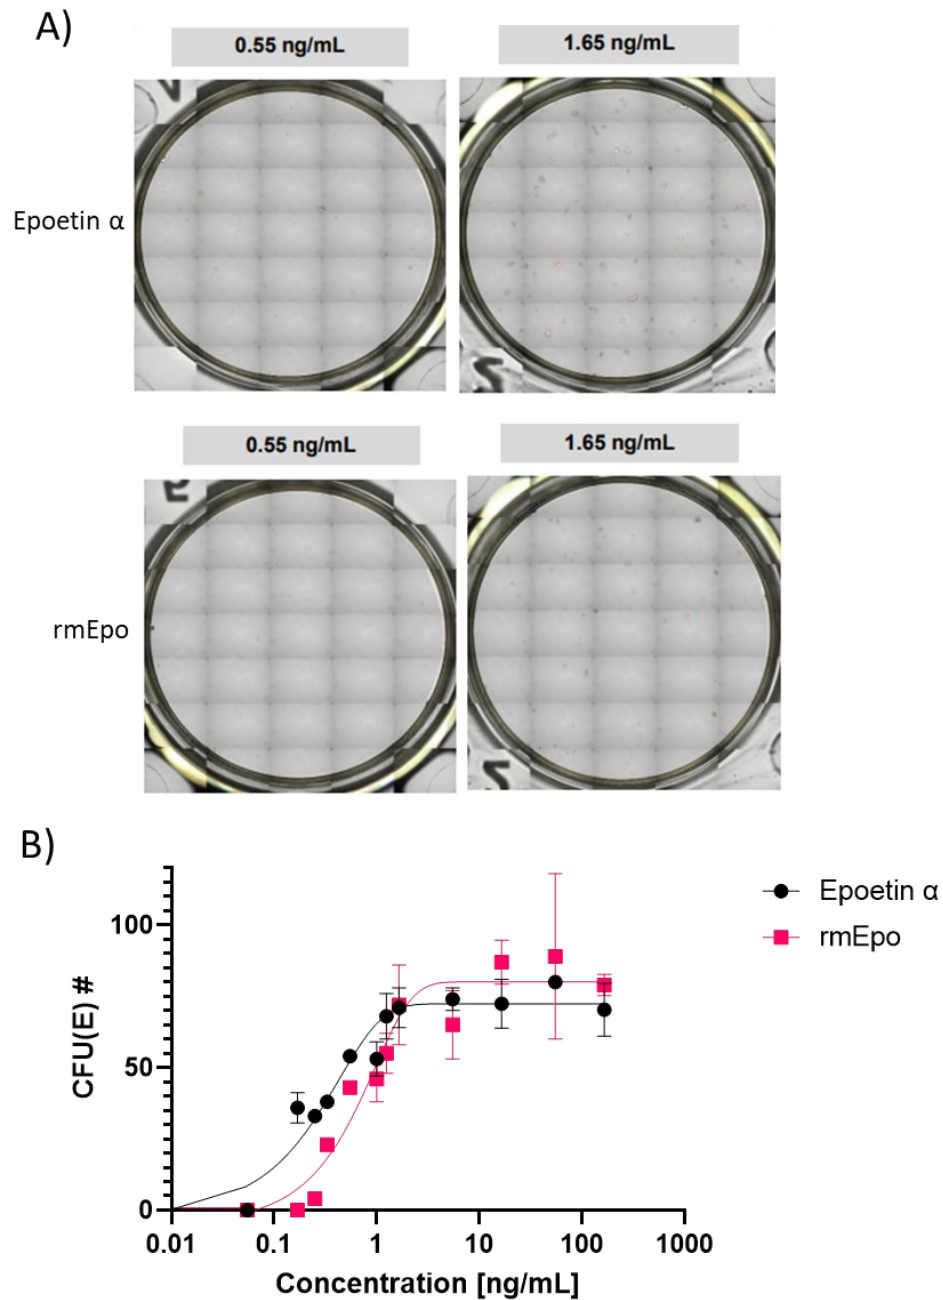 A)
0.55 ng/mL
1.65 ng/mL
Epoetin α
0.55 ng/mL
1.65 ng/mL
rmEpo
B)
Epoetin α
rmEpo
100
50
0
CFU(E) #
0.01 0.1 1 10 100 1000
Concentration [ng/mL]